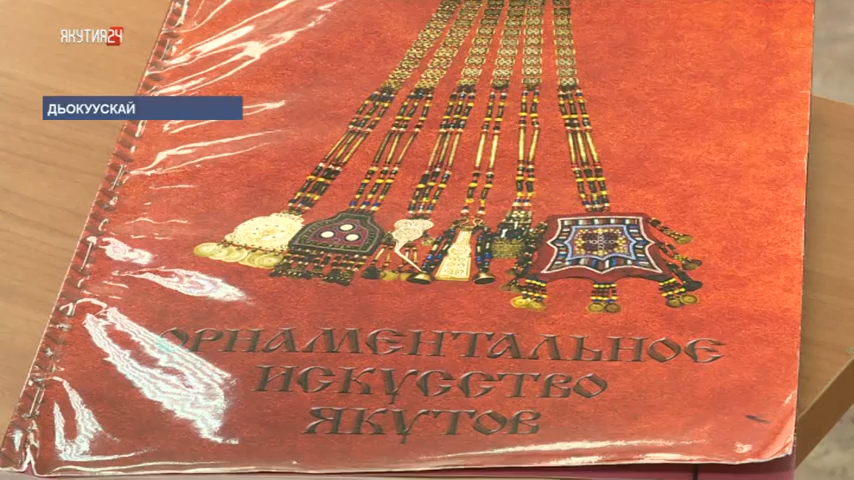 ЯКУТИЯ24
ДЬОКУУСКАЙ
ОРНАМЕНТАЛЬНОЕ
ИСКУССТВО
ЯКУТОВ